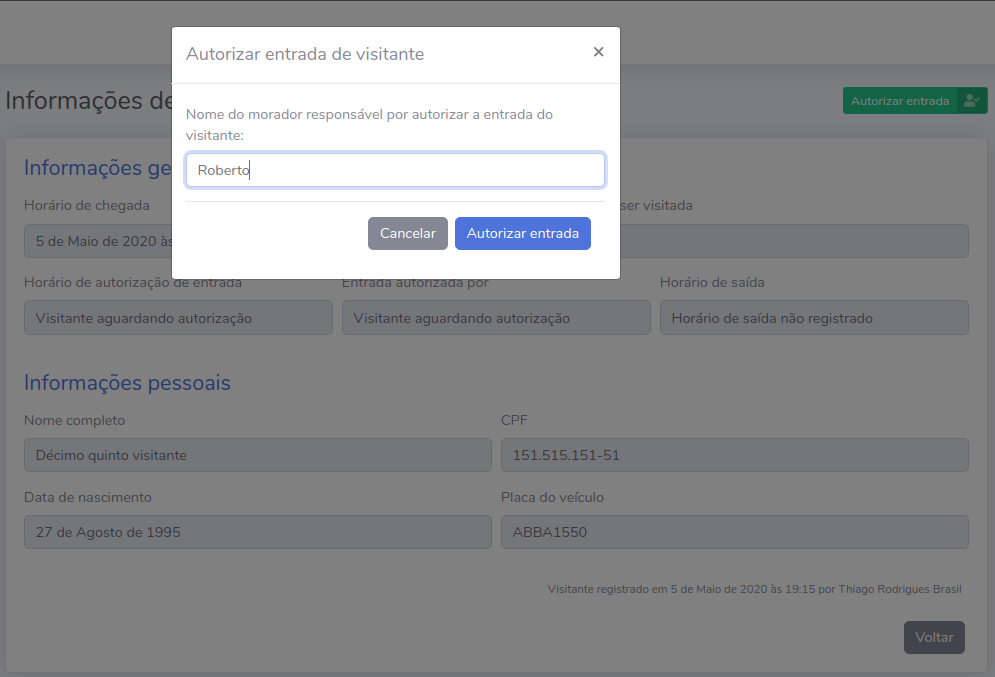 Autorizar entrada de visitante
×
Nome do morador responsável por autorizar a entrada do
visitante:
Roberto
Cancelar
Autorizar entrada
Informações de
Autorizar entrada
Informações ge
Horário de chegada
ser visitada
5 de Maio de 2020 às
Horário de autorização de entrada
Entrada autorizada por
Horário de saída
Visitante aguardando autorização
Visitante aguardando autorização
Horário de saída não registrado
Informações pessoais
Nome completo
CPF
Décimo quinto visitante
151.515.151-51
Data de nascimento
Placa do veículo
27 de Agosto de 1995
ABBA1550
Visitante registrado em 5 de Maio de 2020 às 19:15 por Thiago Rodrigues Brasil
Voltar